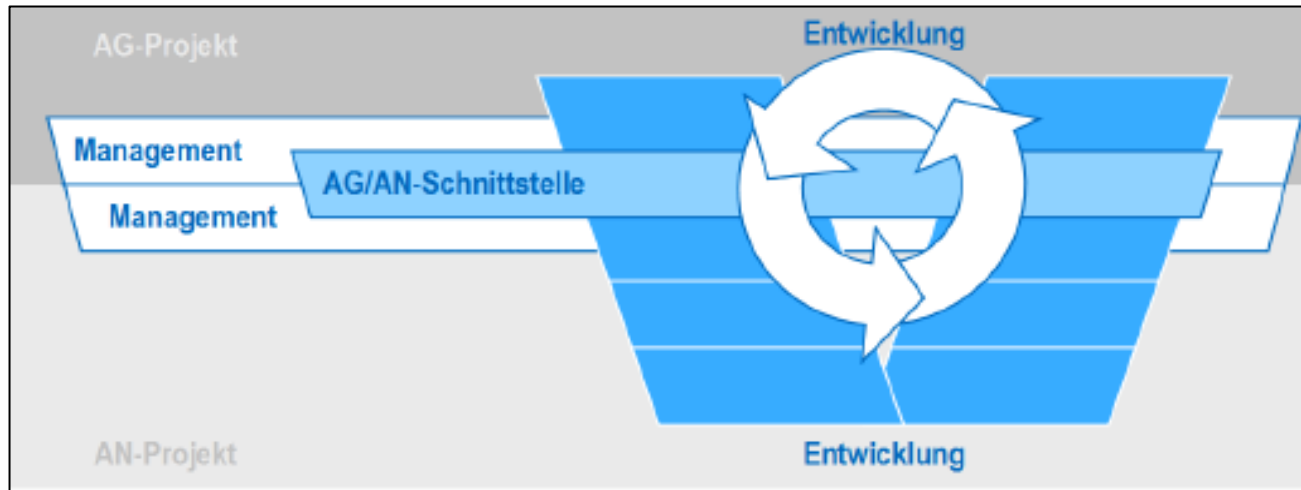 AG-Projekt
Entwicklung
Management
AG/AN-Schnittstelle
Management
AN-Projekt
Entwicklung